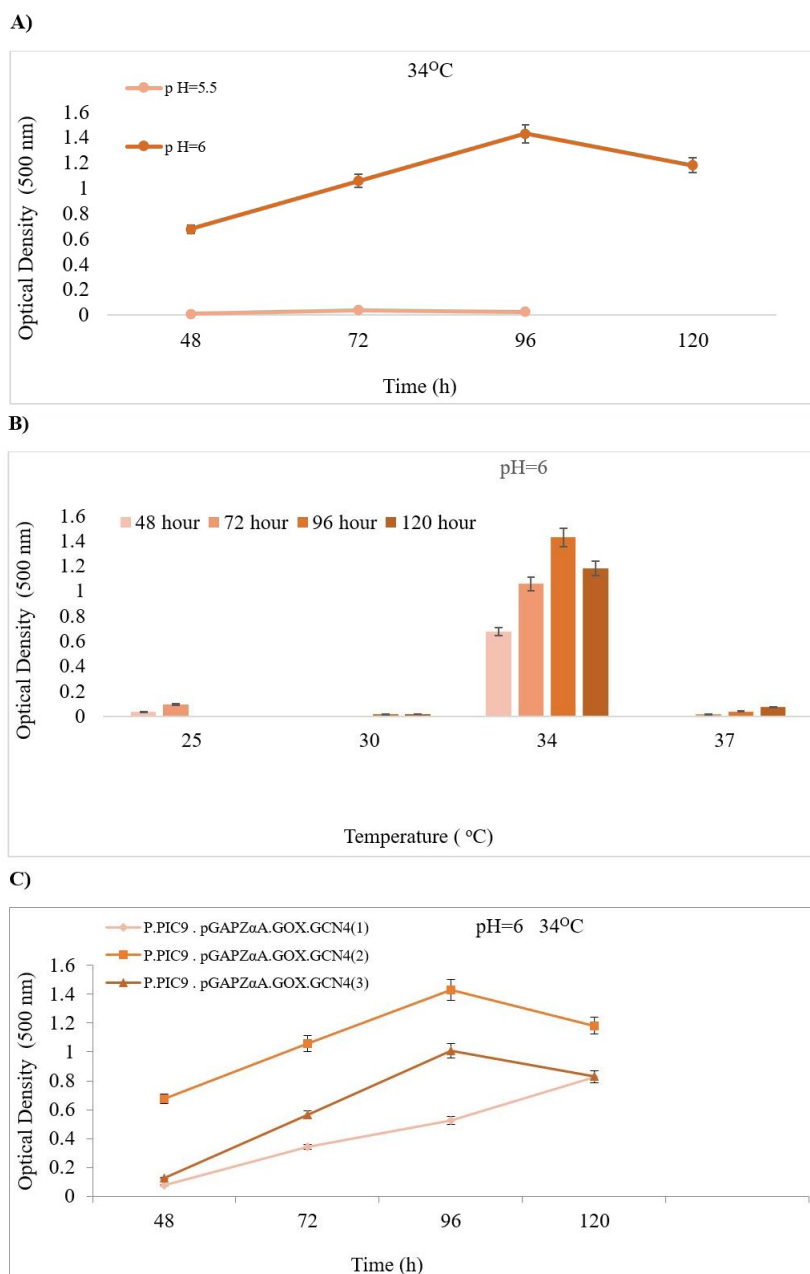 A)
34°C
p H=5.5
p H=6
Optical Density (500 nm)
1.6
1.4
1.2
1
0.8
0.6
0.4
0.2
0
48 72 96 120
Time (h)
B)
pH=6
48 hour 72 hour 96 hour 120 hour
Optical Density (500 nm)
1.6
1.4
1.2
1
0.8
0.6
0.4
0.2
0
25 30 34 37
Temperature ( °C)
C)
pH=6 34°C
P.PIC9 . pGAPZαA.GOX.GCN4(1)
P.PIC9 . pGAPZαA.GOX.GCN4(2)
P.PIC9 . pGAPZαA.GOX.GCN4(3)
Optical Density (500 nm)
1.6
1.4
1.2
1
0.8
0.6
0.4
0.2
0
48 72 96 120
Time (h)